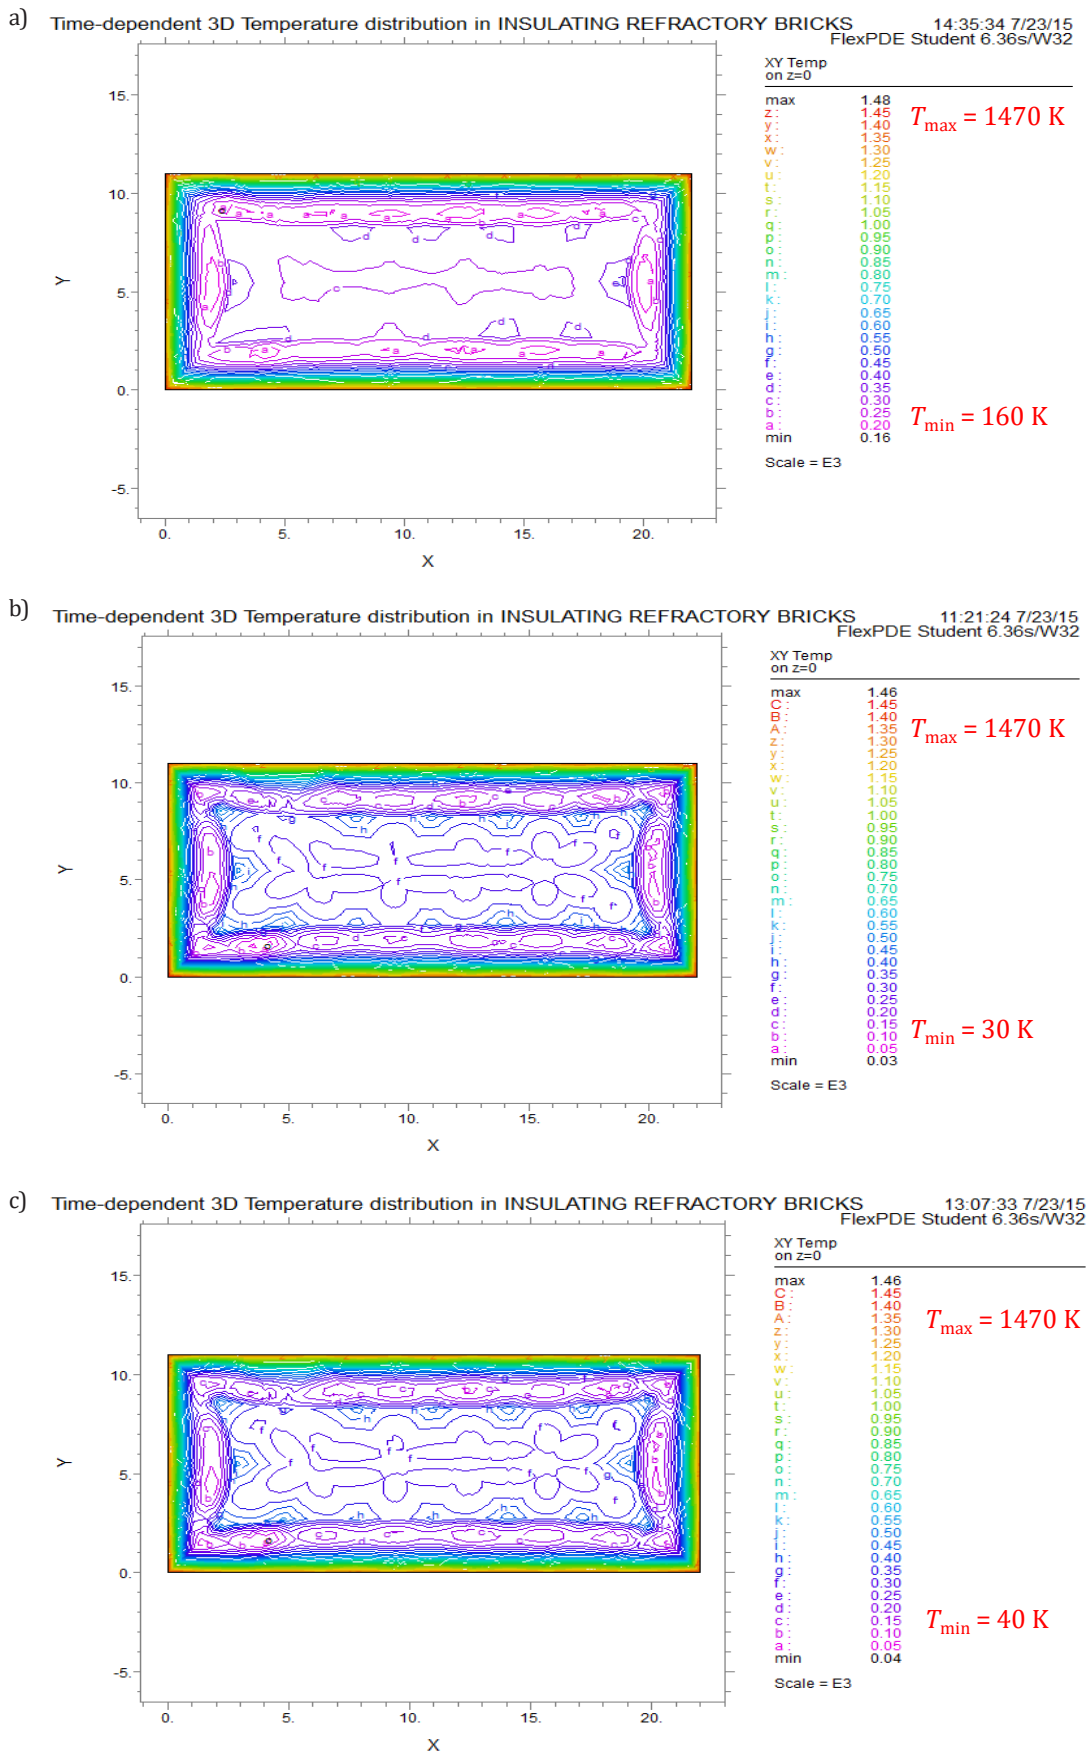 a)
Time-dependent 3D Temperature distribution in INSULATING REFRACTORY BRICKS 14:35:34 7/23/15
FlexPDE Student 6.36s/W32
XY Temp
on z=0
max 1.48
z : 1.45
y : 1.40
x : 1.35
w : 1.30
v : 1.25
u : 1.20
t : 1.15
s : 1.10
r : 1.05
q : 1.00
p : 0.95
o : 0.90
n : 0.85
m : 0.80
l : 0.75
k : 0.70
j : 0.65
i : 0.60
h : 0.55
g : 0.50
f : 0.45
e : 0.40
d : 0.35
c : 0.30
b : 0.25
a : 0.20
min 0.16
Scale = E3
Tmax = 1470 K
Tmin = 160 K
15.
10.
5.
0.
-5.
Y
0. 5. 10. 15. 20.
X
b)
Time-dependent 3D Temperature distribution in INSULATING REFRACTORY BRICKS 11:21:24 7/23/15
FlexPDE Student 6.36s/W32
XY Temp
on z=0
max 1.46
C : 1.45
B : 1.40
A : 1.35
z : 1.30
y : 1.25
x : 1.20
w : 1.15
v : 1.10
u : 1.05
t : 1.00
s : 0.95
r : 0.90
q : 0.85
p : 0.80
o : 0.75
n : 0.70
m : 0.65
l : 0.60
k : 0.55
j : 0.50
i : 0.45
h : 0.40
g : 0.35
f : 0.30
e : 0.25
d : 0.20
c : 0.15
b : 0.10
a : 0.05
min 0.03
Scale = E3
Tmax = 1470 K
Tmin = 30 K
15.
10.
5.
0.
-5.
Y
0. 5. 10. 15. 20.
X
c)
Time-dependent 3D Temperature distribution in INSULATING REFRACTORY BRICKS 13:07:33 7/23/15
FlexPDE Student 6.36s/W32
XY Temp
on z=0
max 1.46
C : 1.45
B : 1.40
A : 1.35
z : 1.30
y : 1.25
x : 1.20
w : 1.15
v : 1.10
u : 1.05
t : 1.00
s : 0.95
r : 0.90
q : 0.85
p : 0.80
o : 0.75
n : 0.70
m : 0.65
l : 0.60
k : 0.55
j : 0.50
i : 0.45
h : 0.40
g : 0.35
f : 0.30
e : 0.25
d : 0.20
c : 0.15
b : 0.10
a : 0.05
min 0.04
Scale = E3
Tmax = 1470 K
Tmin = 40 K
15.
10.
5.
0.
-5.
Y
0. 5. 10. 15. 20.
X